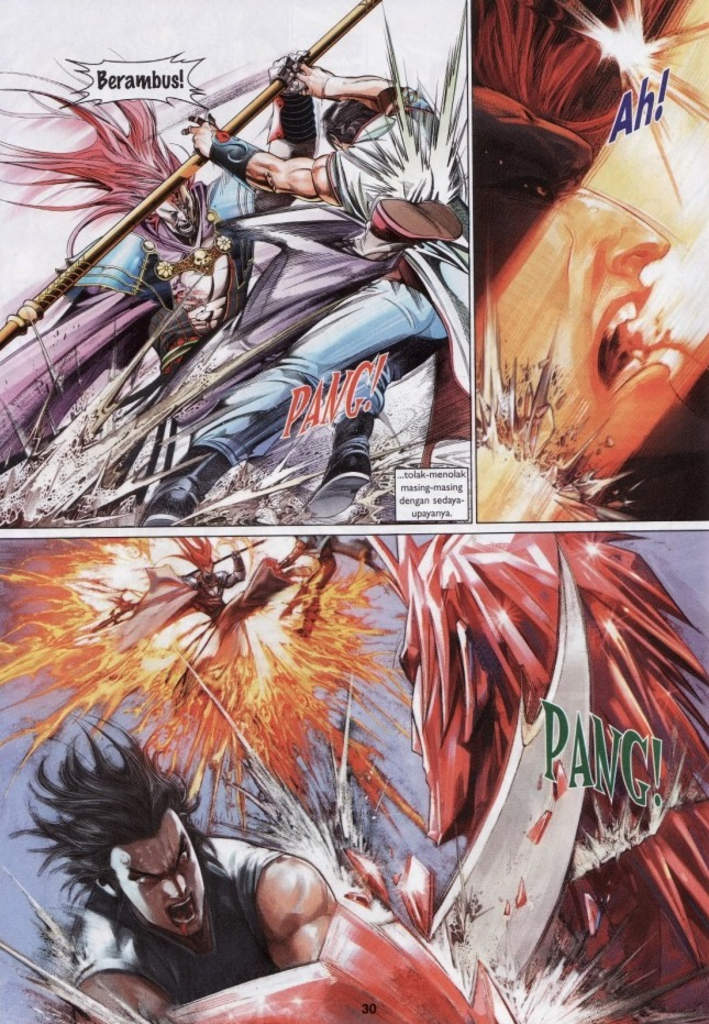 Berambus!
Ah!
PANG!
...tolak-menolak
masing-masing
dengan sedaya-
upayanya.
PANG!
30